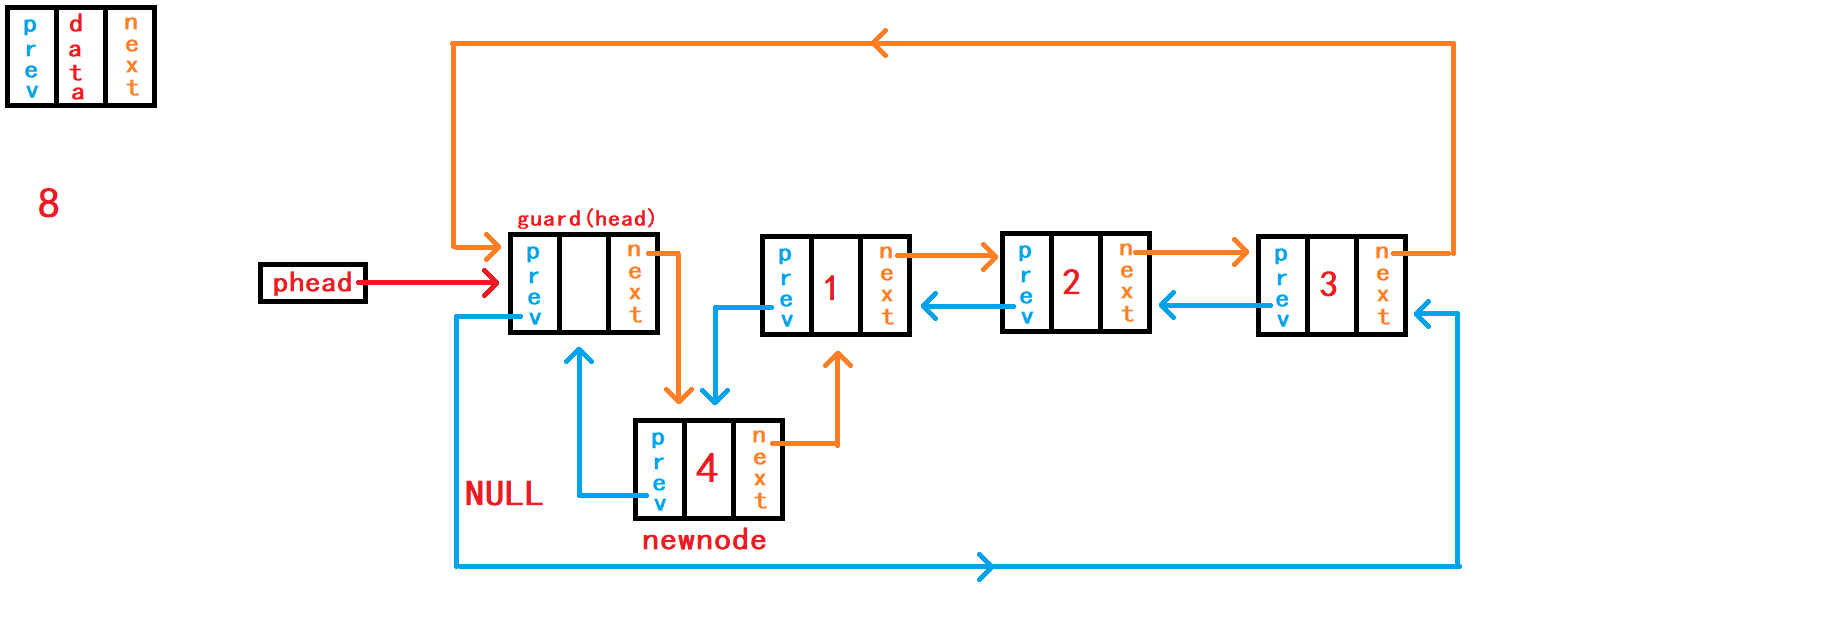 prev data next
8
guard(head)
phead
prev next
prev 1 next
prev 2 next
prev 3 next
prev 4 next
NULL
newnode